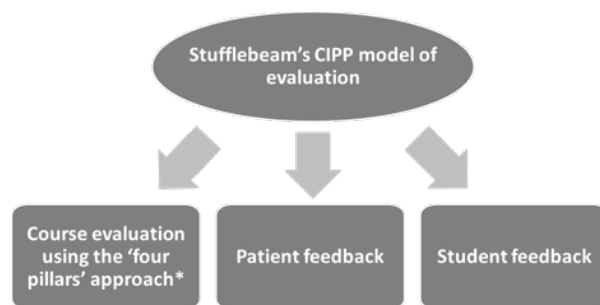 Stufflebeam’s CIPP model of
evaluation
Course evaluation
using the ‘four
pillars’ approach*
Patient feedback
Student feedback